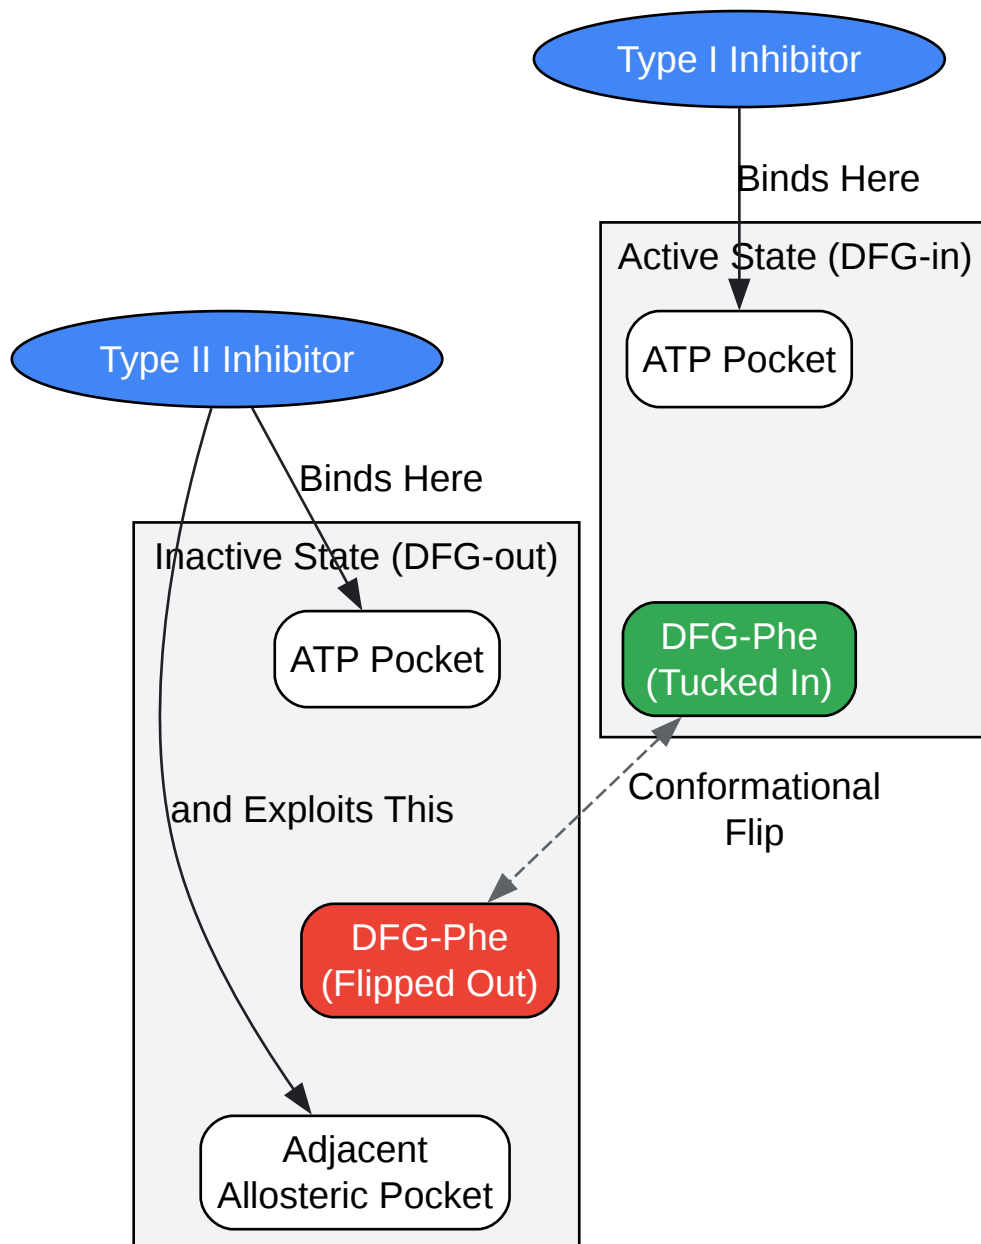 Type I Inhibitor
Binds Here
Active State (DFG-in)
ATP Pocket
Type II Inhibitor
Binds Here
Inactive State (DFG-out)
ATP Pocket
DFG-Phe
(Tucked In)
Conformational
Flip
and Exploits This
DFG-Phe
(Flipped Out)
Adjacent
Allosteric Pocket